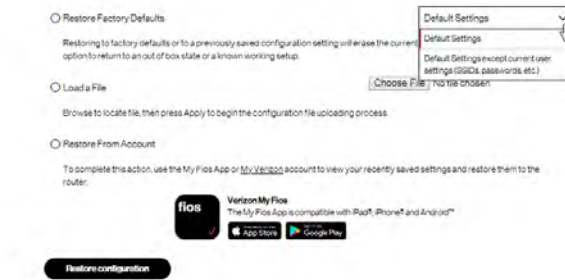 Restore Factory Defaults
Default Settings
Restoring to factory defaults or to a previously saved configuration setting will erase the current
option to return to an out of box state or a known working setup.
Default Settings
Default Settings except current user
settings (SSIDs, passwords, etc.)
Load a File
Choose File No file chosen
Browse to locate file, then press Apply to begin the configuration file uploading process.
Restore From Account
To complete this action, use the My Fios App or My Verizon account to view your recently saved settings and restore them to the
router.
fios
Verizon My Fios
The My Fios App is compatible with iPad®, iPhone® and Android™
App Store
Google Play
Restore configuration